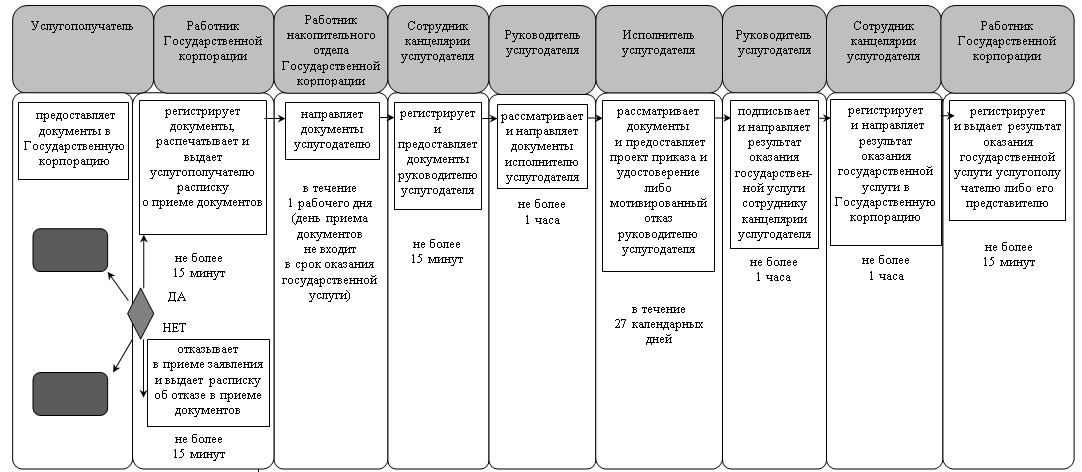 Услугополучатель
Работник
Государственной
корпорации
Работник
накопительного
отдела
Государственной
корпорации
Сотрудник
канцелярии
услугодателя
Руководитель
услугодателя
Исполнитель
услугодателя
Руководитель
услугодателя
Сотрудник
канцелярии
услугодателя
Работник
Государственной
корпорации
предоставляет
документы в
Государственную
корпорацию
регистрирует
документы,
распечатывает и
выдает
услугополучателю
расписку
о приеме документов
не более
15 минут
ДА
НЕТ
отказывает
в приеме заявления
и выдает расписку
об отказе в приеме
документов
не более
15 минут
направляет
документы
услугодателю
в течение
1 рабочего дня
(день приема
документов
не входит
в срок оказания
государственной
услуги)
регистрирует
и
предоставляет
документы
руководителю
услугодателя
не более
15 минут
рассматривает
и направляет
документы
исполнителю
услугодателя
не более
1 часа
рассматривает
документы
и предоставляет
проект приказа и
удостоверение
либо
мотивированный
отказ
руководителю
услугодателя
в течение
27 календарных
дней
подписывает
и направляет
результат
оказания
государствен-
ной услуги
сотруднику
канцелярии
услугодателя
не более
1 часа
регистрирует
и направляет
результат
оказания
государственной
услуги в
Государственную
корпорацию
не более
1 часа
регистрирует
и выдает результат
оказания
государственной
услуги услугополу
чателю либо его
представителю
не более
15 минут